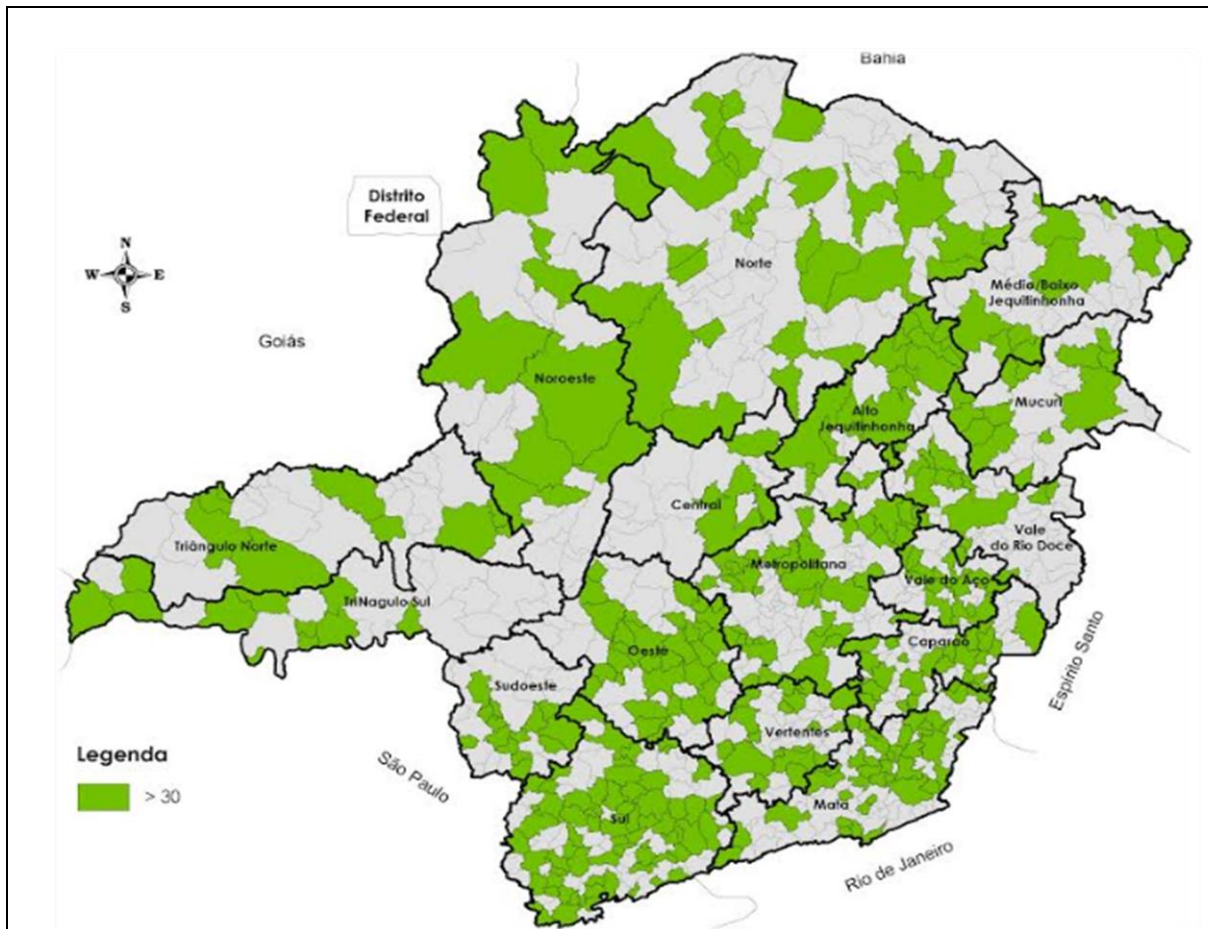 Bahia
Distrito
Federal
N
W E
S
Norte
Médio/Baixo
Jequitinhonha
Goiás
Noroeste
Mucuri
Alto
Jequitinhonha
Central
Vale
do Rio Doce
Triângulo Norte
Metropolitana
Vale do Aço
TriNagulo Sul
Caparaó
Oeste
Espírito Santo
Sudoeste
Vertentes
Legenda
> 30
São Paulo
Mata
Sul
Rio de Janeiro